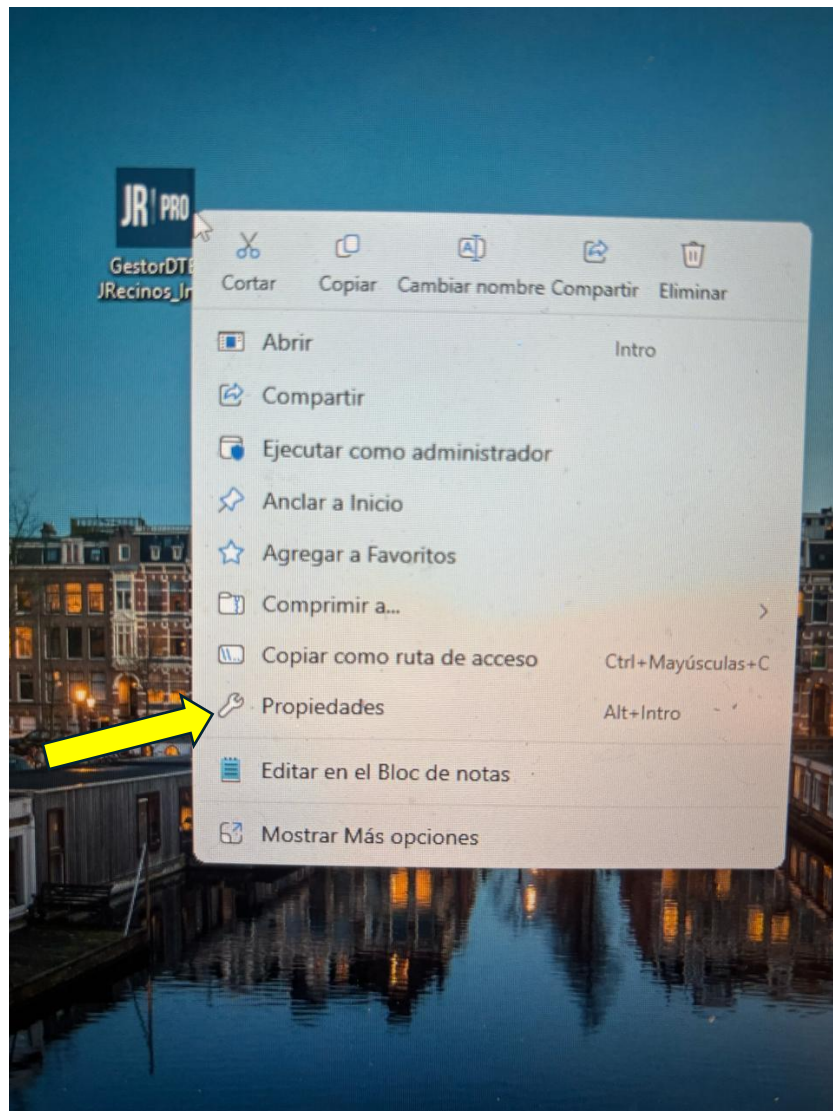 JR PRO
GestorDTE
JRecinos_In
Cortar Copiar Cambiar nombre Compartir Eliminar
Abrir Intro
Compartir
Ejecutar como administrador
Anclar a Inicio
Agregar a Favoritos
Comprimir a...
Copiar como ruta de acceso Ctrl+Mayúsculas+C
Propiedades Alt+Intro
Editar en el Bloc de notas
Mostrar Más opciones